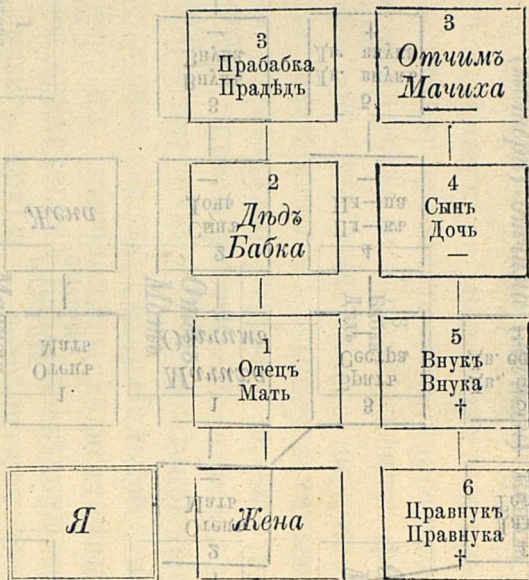 3
Прабабка
Прадѣдъ
3
Отчимъ
Мачиха
2
Дѣдъ
Бабка
4
Сынъ
Дочь
—
1
Отецъ
Мать
5
Внукъ
Внука
†
Я
Жена
6
Правнукъ
Правнука
†